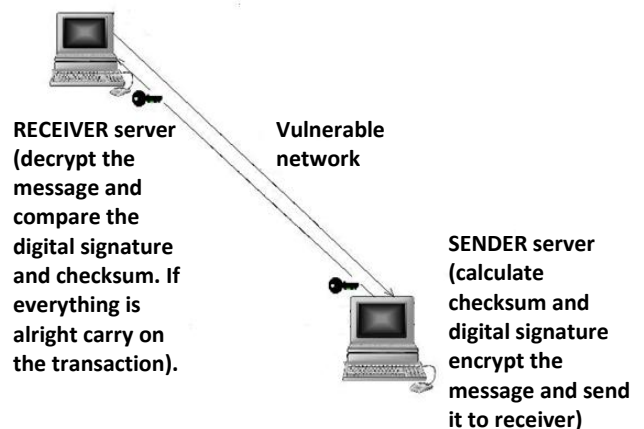 RECEIVER server
(decrypt the
message and
compare the
digital signature
and checksum. If
everything is
alright carry on
the transaction).
Vulnerable
network
SENDER server
(calculate
checksum and
digital signature
encrypt the
message and send
it to receiver)